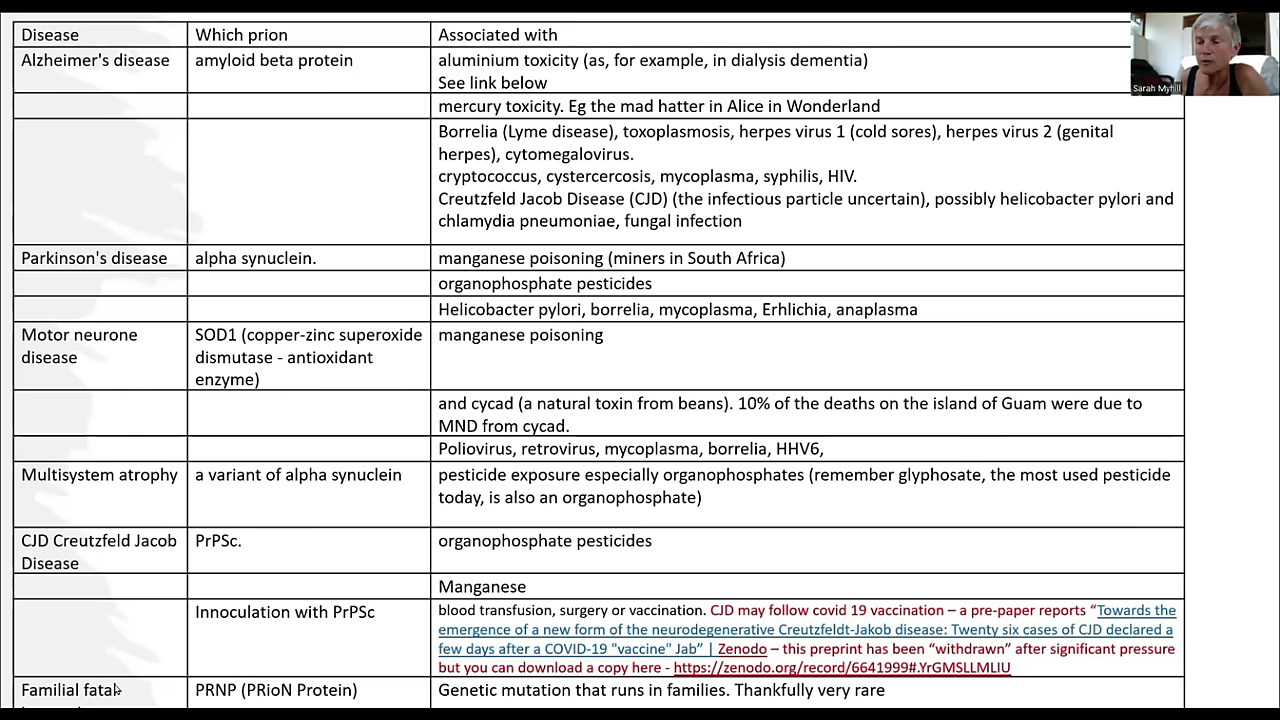 Disease Which prion Associated with
Alzheimer's disease amyloid beta protein aluminium toxicity (as, for example, in dialysis dementia)
See link below
mercury toxicity. Eg the mad hatter in Alice in Wonderland
Borrelia (Lyme disease), toxoplasmosis, herpes virus 1 (cold sores), herpes virus 2 (genital
herpes), cytomegalovirus.
cryptococcus, cystercercosis, mycoplasma, syphilis, HIV.
Creutzfeld Jacob Disease (CJD) (the infectious particle uncertain), possibly helicobacter pylori and
chlamydia pneumoniae, fungal infection
Parkinson's disease alpha synuclein. manganese poisoning (miners in South Africa)
organophosphate pesticides
Helicobacter pylori, borrelia, mycoplasma, Erhlichia, anaplasma
Motor neurone
disease
SOD1 (copper-zinc superoxide
dismutase - antioxidant
enzyme)
manganese poisoning
and cycad (a natural toxin from beans). 10% of the deaths on the island of Guam were due to
MND from cycad.
Poliovirus, retrovirus, mycoplasma, borrelia, HHV6,
Multisystem atrophy a variant of alpha synuclein pesticide exposure especially organophosphates (remember glyphosate, the most used pesticide
today, is also an organophosphate)
CJD Creutzfeld Jacob
Disease
PrPSc. organophosphate pesticides
Manganese
Innoculation with PrPSc blood transfusion, surgery or vaccination. CJD may follow covid 19 vaccination – a pre-paper reports “Towards the
emergence of a new form of the neurodegenerative Creutzfeldt-Jakob disease: Twenty six cases of CJD declared a
few days after a COVID-19 "vaccine" Jab” | Zenodo – this preprint has been “withdrawn” after significant pressure
but you can download a copy here - https://zenodo.org/record/6641999#.YrGMSLLMLIU
Familial fatal PRNP (PRioN Protein) Genetic mutation that runs in families. Thankfully very rare
Sarah Myhill